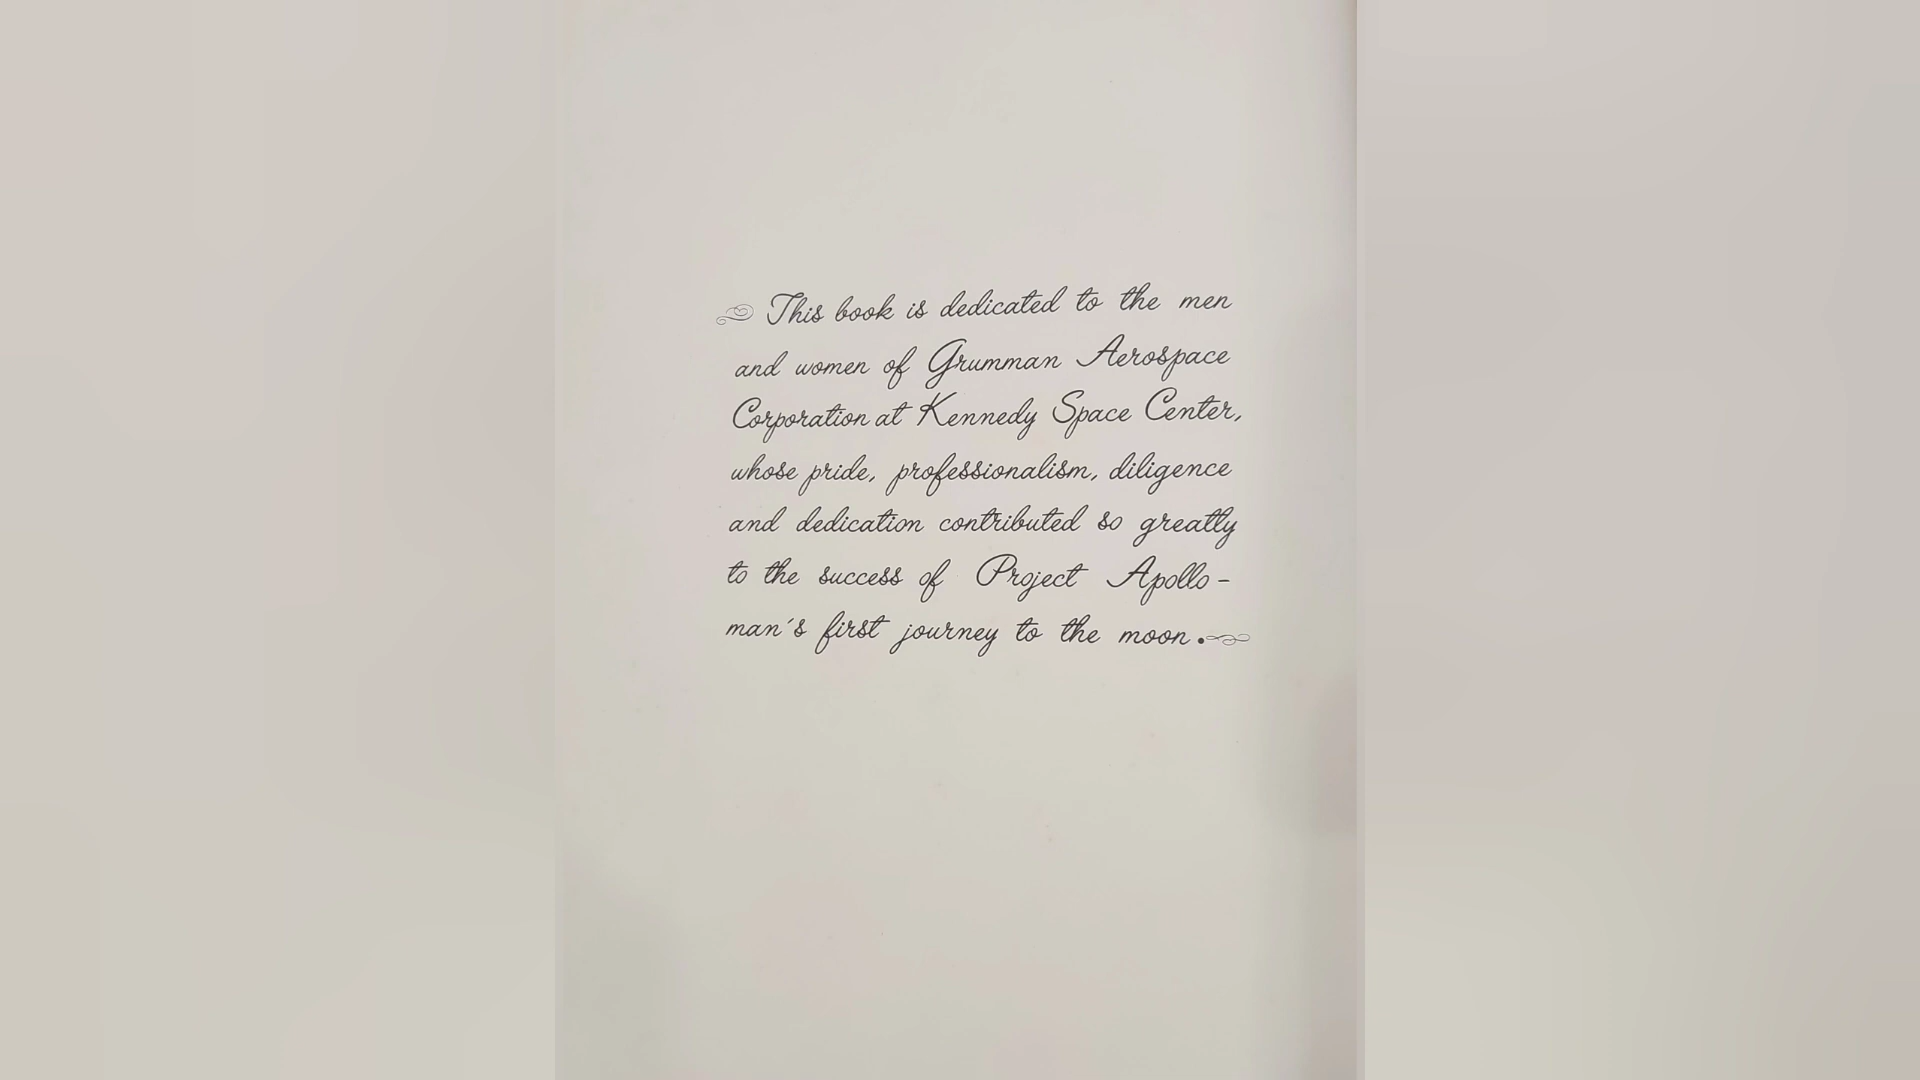 This book is dedicated to the men
and women of Grumman Aerospace
Corporation at Kennedy Space Center,
whose pride, professionalism, diligence
and dedication contributed so greatly
to the success of Project Apollo -
man's first journey to the moon.